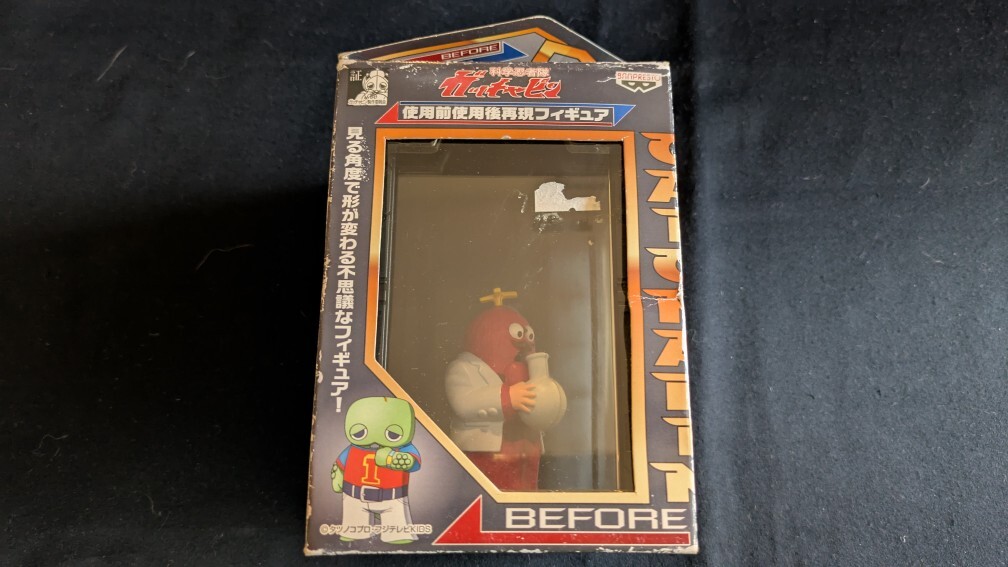 BEFORE
証
科学忍者隊
ガッチャピン
BANPRESTO
使用前使用後再現フィギュア
見る角度で形が変わる不思議なフィギュア!
1
©タツノコプロ・フジテレビKIDS
BEFORE